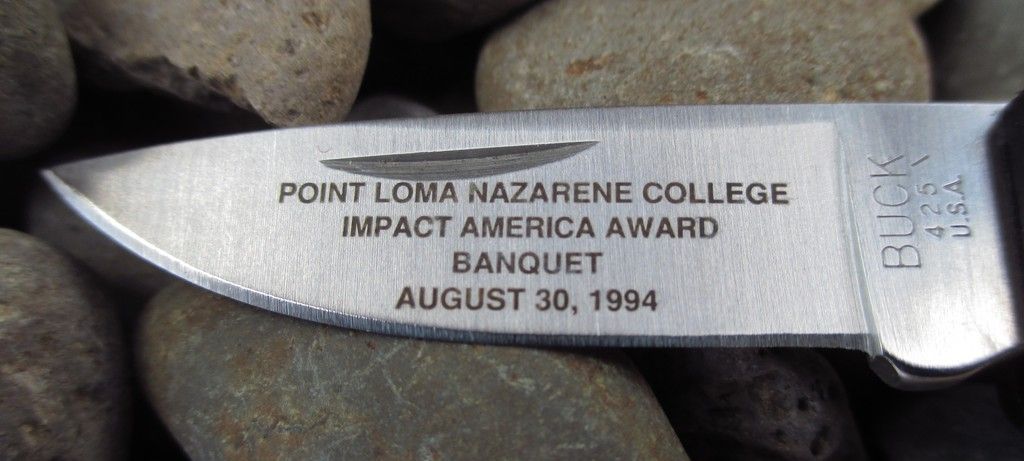 POINT LOMA NAZARENE COLLEGE
IMPACT AMERICA AWARD
BANQUET
AUGUST 30, 1994
BUCK
425\
U.S.A.